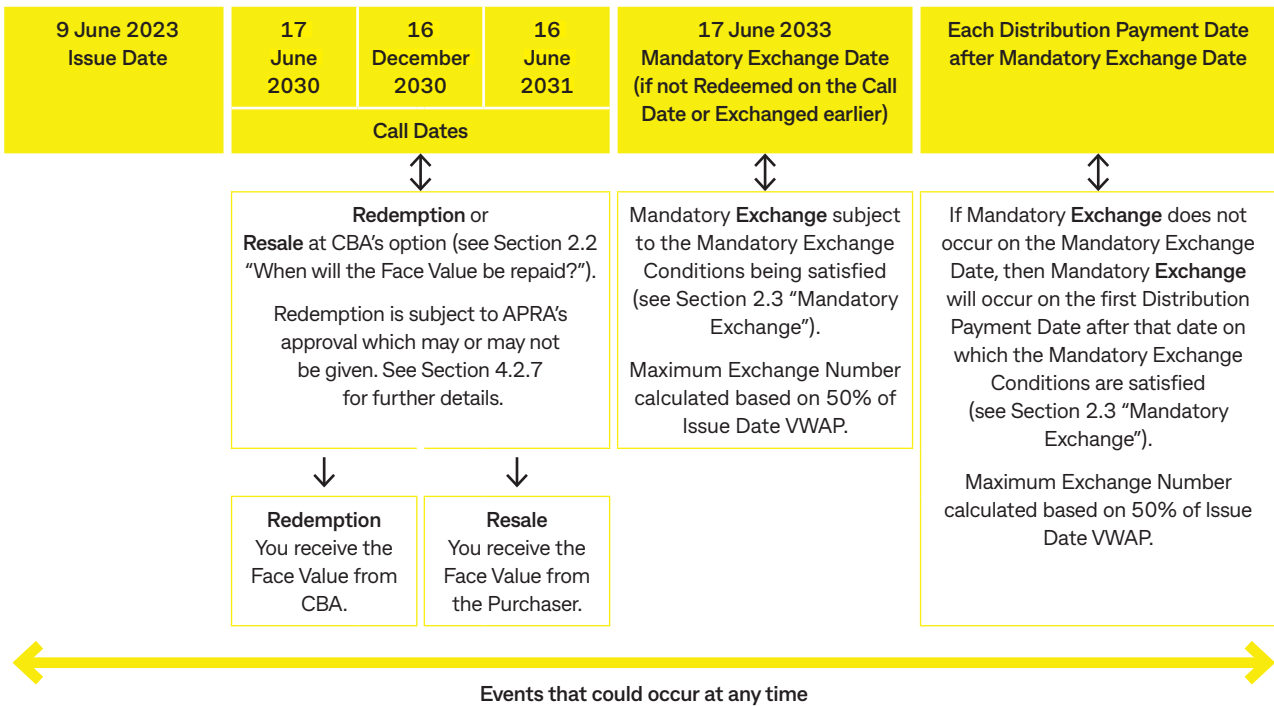 9 June 2023
Issue Date
17
June
2030
16
December
2030
16
June
2031
Call Dates
17 June 2033
Mandatory Exchange Date
(if not Redeemed on the Call
Date or Exchanged earlier)
Each Distribution Payment Date
after Mandatory Exchange Date
Redemption or
Resale at CBA’s option (see Section 2.2
“When will the Face Value be repaid?”).
Redemption is subject to APRA’s
approval which may or may not
be given. See Section 4.2.7
for further details.
Redemption
You receive the
Face Value from
CBA.
Resale
You receive the
Face Value from
the Purchaser.
Mandatory Exchange subject
to the Mandatory Exchange
Conditions being satisfied
(see Section 2.3 “Mandatory
Exchange”).
Maximum Exchange Number
calculated based on 50% of
Issue Date VWAP.
If Mandatory Exchange does not
occur on the Mandatory Exchange
Date, then Mandatory Exchange
will occur on the first Distribution
Payment Date after that date on
which the Mandatory Exchange
Conditions are satisfied
(see Section 2.3 “Mandatory
Exchange”).
Maximum Exchange Number
calculated based on 50% of Issue
Date VWAP.
Events that could occur at any time